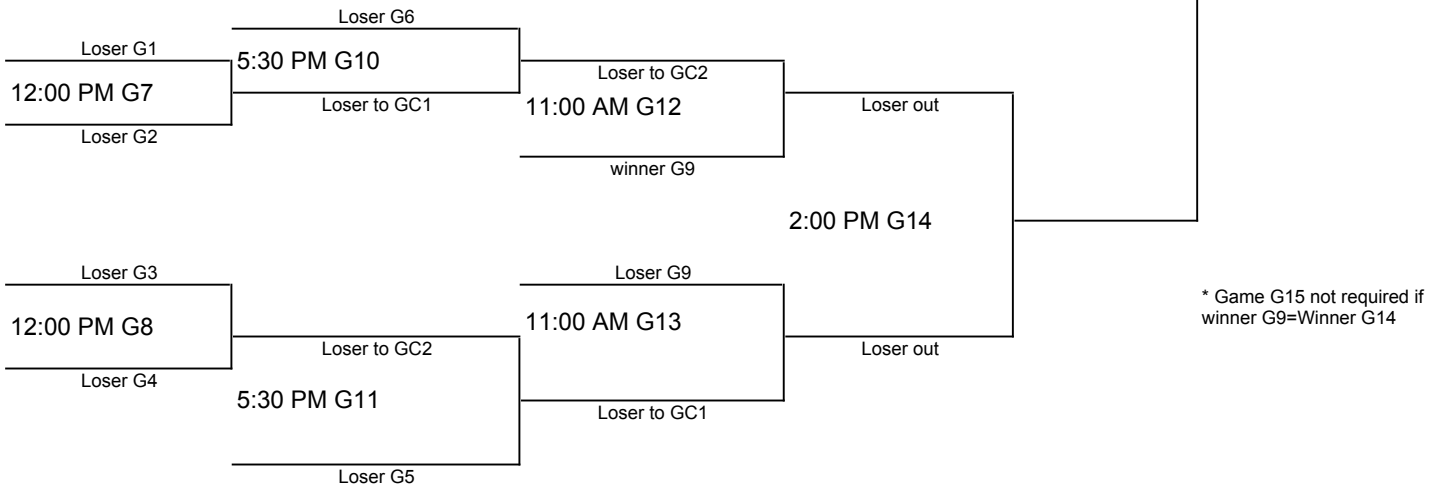 Loser G6
Loser G1
5:30 PM G10
Loser to GC2
12:00 PM G7
Loser to GC1
11:00 AM G12
Loser out
Loser G2
winner G9
2:00 PM G14
Loser G3
Loser G9
* Game G15 not required if
winner G9=Winner G14
12:00 PM G8
11:00 AM G13
Loser to GC2
Loser out
Loser G4
5:30 PM G11
Loser to GC1
Loser G5